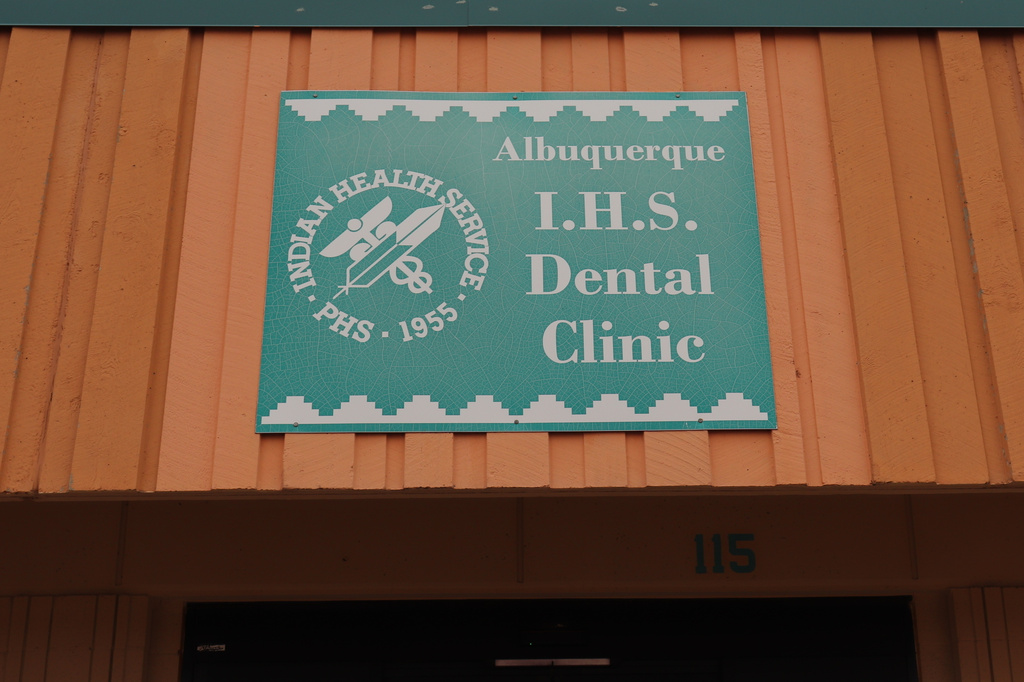 Albuquerque
I.H.S.
Dental
Clinic
INDIAN HEALTH SERVICE
· PHS · 1955 ·
115